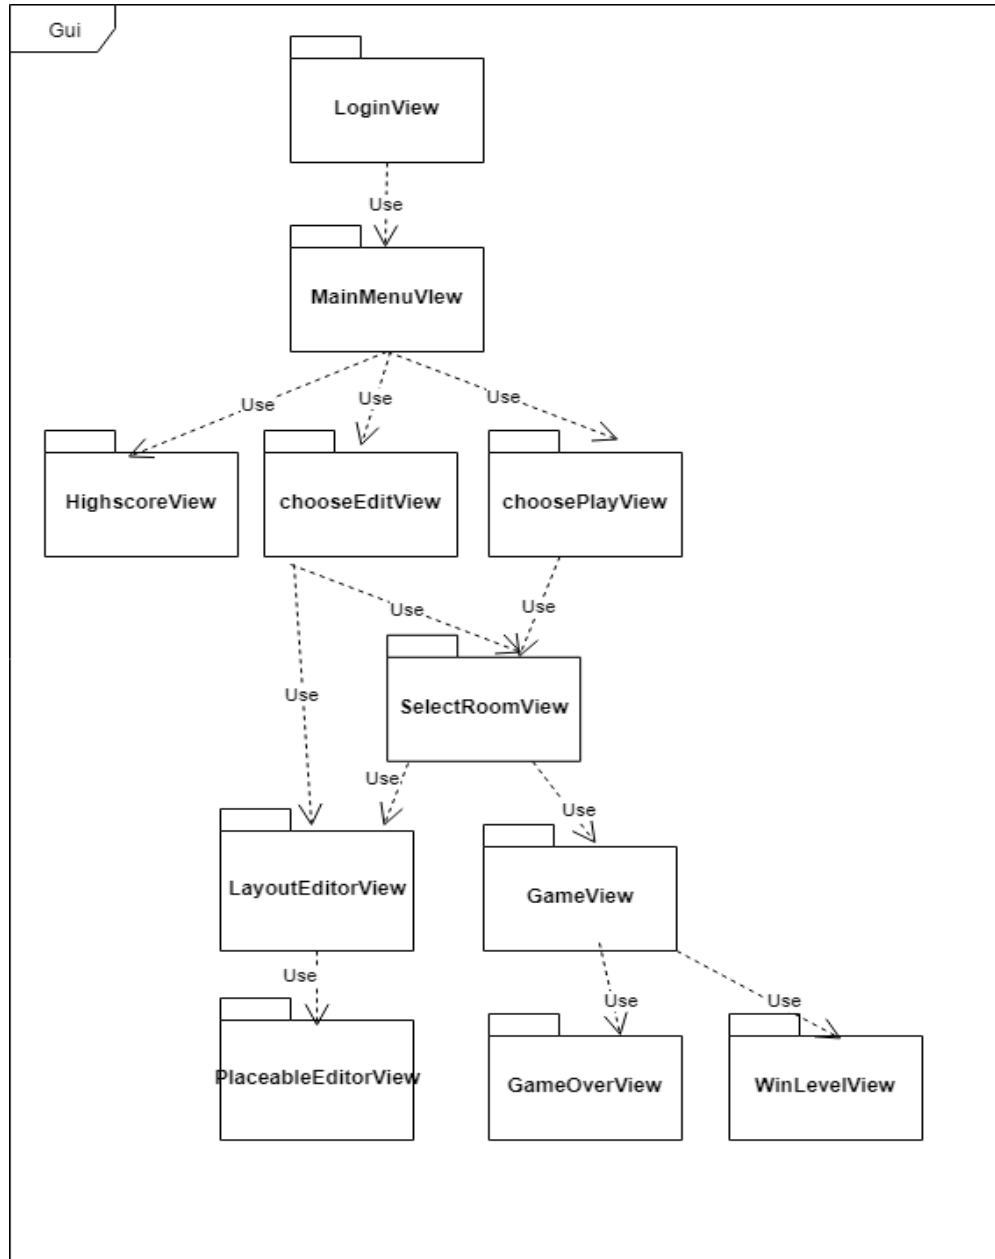 Gui
LoginView
Use
MainMenuVIew
Use
Use
Use
HighscoreView
chooseEditView
choosePlayView
Use
Use
Use
SelectRoomView
Use
Use
LayoutEditorView
GameView
Use
Use
Use
PlaceableEditorView
GameOverView
WinLevelView